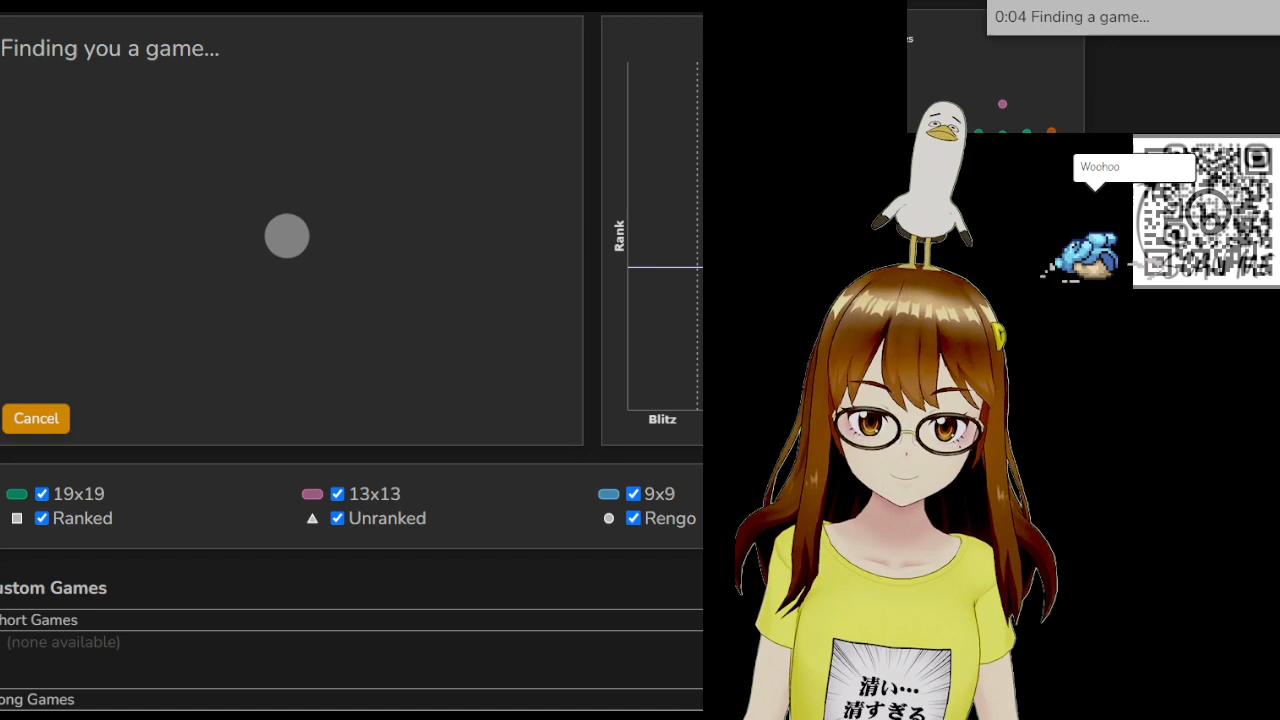 0:04 Finding a game...
Finding you a game...
Woohoo
Rank
Cancel
Blitz
19x19
13x13
9x9
Ranked
Unranked
Rengo
ustom Games
hort Games
(none available)
ong Games
清い…
清すぎる